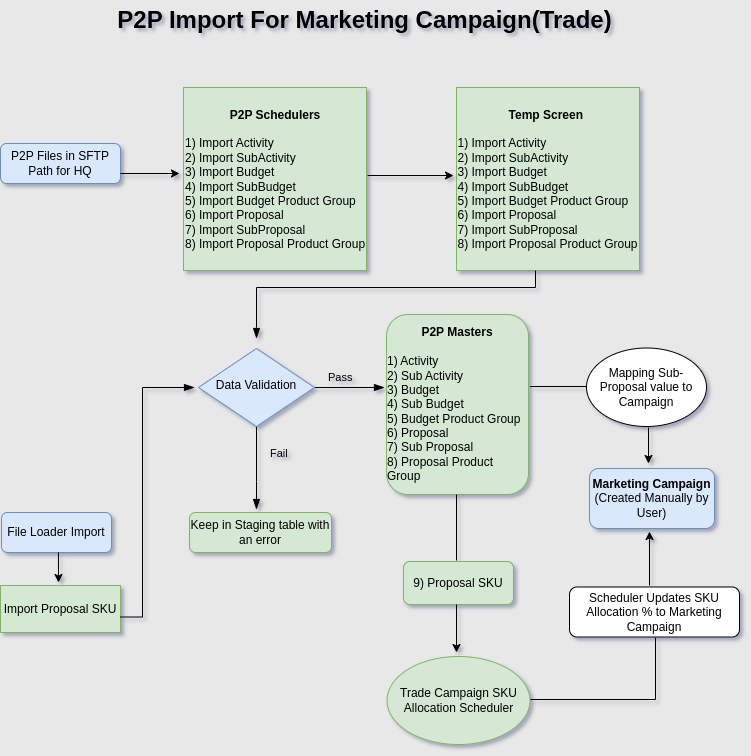 P2P Import For Marketing Campaign(Trade)
P2P Files in SFTP
Path for HQ
P2P Schedulers
1) Import Activity
2) Import SubActivity
3) Import Budget
4) Import SubBudget
5) Import Budget Product Group
6) Import Proposal
7) Import SubProposal
8) Import Proposal Product Group
Temp Screen
1) Import Activity
2) Import SubActivity
3) Import Budget
4) Import SubBudget
5) Import Budget Product Group
6) Import Proposal
7) Import SubProposal
8) Import Proposal Product Group
Data Validation
Pass
Fail
Keep in Staging table with
an error
P2P Masters
1) Activity
2) Sub Activity
3) Budget
4) Sub Budget
5) Budget Product Group
6) Proposal
7) Sub Proposal
8) Proposal Product
Group
Mapping Sub-
Proposal value to
Campaign
Marketing Campaign
(Created Manually by
User)
File Loader Import
Import Proposal SKU
9) Proposal SKU
Scheduler Updates SKU
Allocation % to Marketing
Campaign
Trade Campaign SKU
Allocation Scheduler